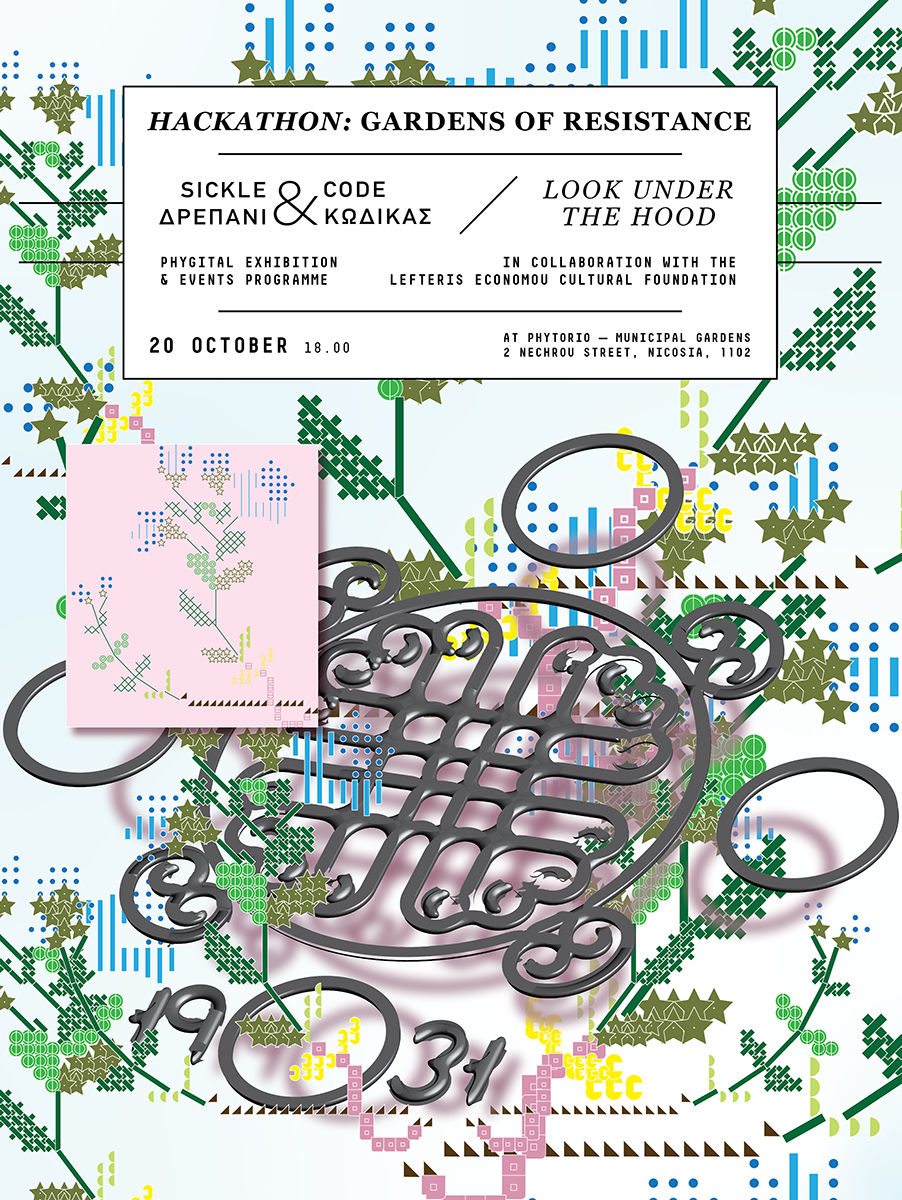 HACKATHON: GARDENS OF RESISTANCE
SICKLE & CODE
ΔΡΕΠΑΝΙ ΚΩΔΙΚΑΣ
LOOK UNDER
THE HOOD
PHYGITAL EXHIBITION
& EVENTS PROGRAMME
IN COLLABORATION WITH THE
LEFTERIS ECONOMOU CULTURAL FOUNDATION
20 OCTOBER 18.00
AT PHYTORIO — MUNICIPAL GARDENS
2 NECHROU STREET, NICOSIA, 1102
19 31